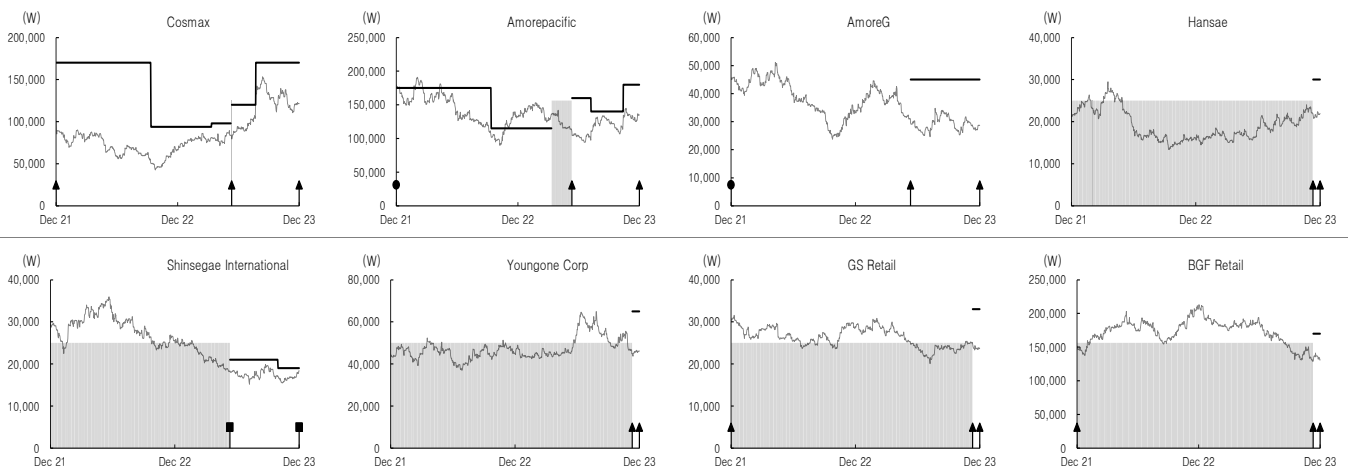 (W) Cosmax
200,000
150,000
100,000
50,000
0
Dec 21 Dec 22 Dec 23
(W) Amorepacific
250,000
200,000
150,000
100,000
50,000
0
Dec 21 Dec 22 Dec 23
(W) AmoreG
60,000
50,000
40,000
30,000
20,000
10,000
0
Dec 21 Dec 22 Dec 23
(W) Hansae
40,000
30,000
20,000
10,000
0
Dec 21 Dec 22 Dec 23
(W) Shinsegae International
40,000
30,000
20,000
10,000
0
Dec 21 Dec 22 Dec 23
(W) Youngone Corp
80,000
60,000
40,000
20,000
0
Dec 21 Dec 22 Dec 23
(W) GS Retail
40,000
30,000
20,000
10,000
0
Dec 21 Dec 22 Dec 23
(W) BGF Retail
250,000
200,000
150,000
100,000
50,000
0
Dec 21 Dec 22 Dec 23